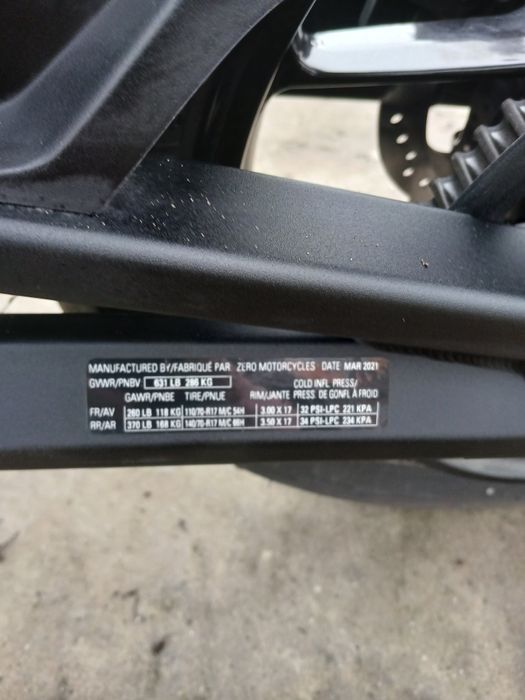 MANUFACTURED BY/FABRIQUÉ PAR ZERO MOTORCYCLES DATE MAR 2021
GVWR/PNBV 631 LB 286 KG COLD INFL PRESS/
GAWR/PNBE TIRE/PNUE RIM/JANTE PRESS DE GONFL À FROID
FR/AV 260 LB 118 KG 110/70-R17 M/C 54H 3.00 X 17 32 PSI-LPC 221 KPA
RR/AR 370 LB 168 KG 140/70-R17 M/C 66H 3.50 X 17 34 PSI-LPC 234 KPA